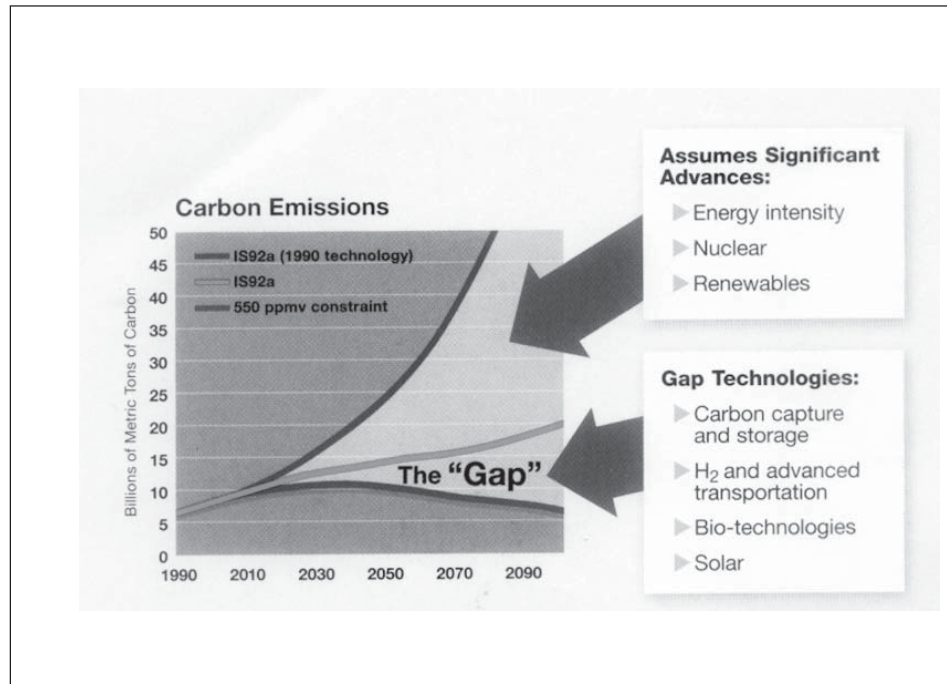 Carbon Emissions
Billions of Metric Tons of Carbon
50
45
40
35
30
25
20
15
10
5
0
IS92a (1990 technology)
IS92a
550 ppmv constraint
The “Gap”
1990
2010
2030
2050
2070
2090
Assumes Significant
Advances:
Energy intensity
Nuclear
Renewables
Gap Technologies:
Carbon capture
and storage
H₂ and advanced
transportation
Bio-technologies
Solar